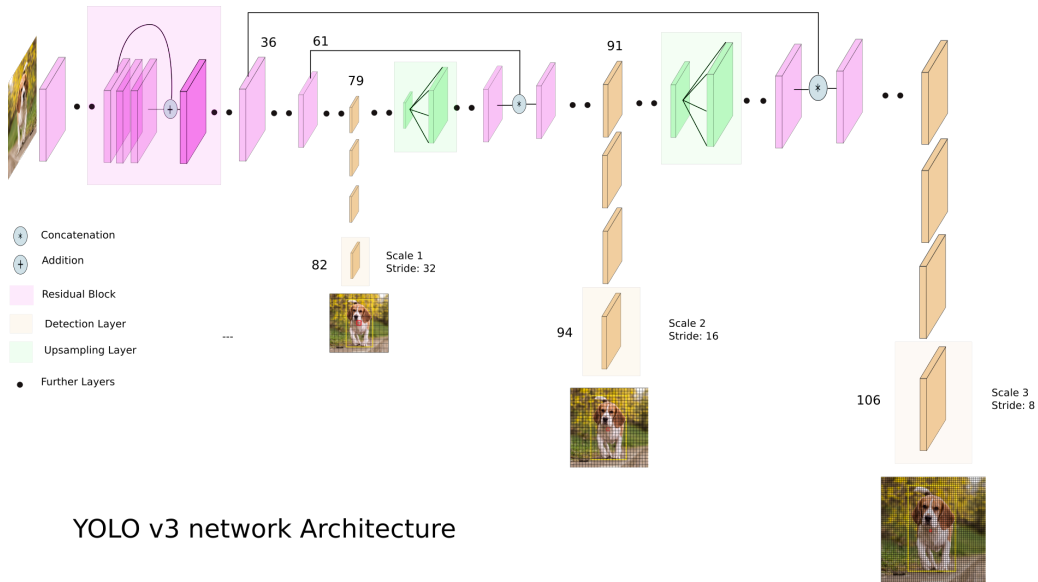 36
61
91
79
Concatenation
Addition
Residual Block
Detection Layer
Upsampling Layer
Further Layers
---
82
Scale 1
Stride: 32
94
Scale 2
Stride: 16
106
Scale 3
Stride: 8
YOLO v3 network Architecture
*
+
*
+
*